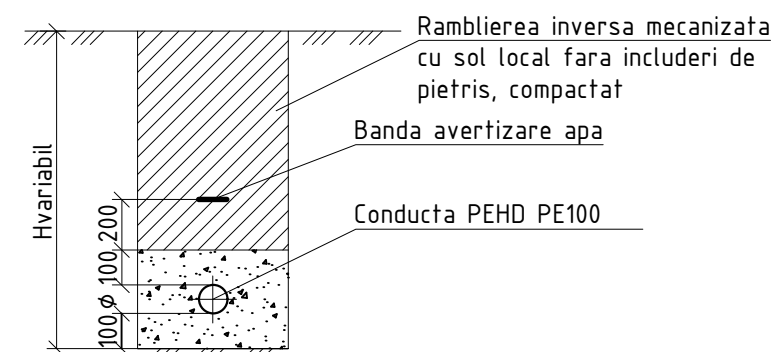 Ramblierea inversa mecanizata
cu sol local fara includeri de
pietris, compactat
Banda avertizare apa
Conducta PEHD PE100
Hvariabil
200
100
ϕ
100